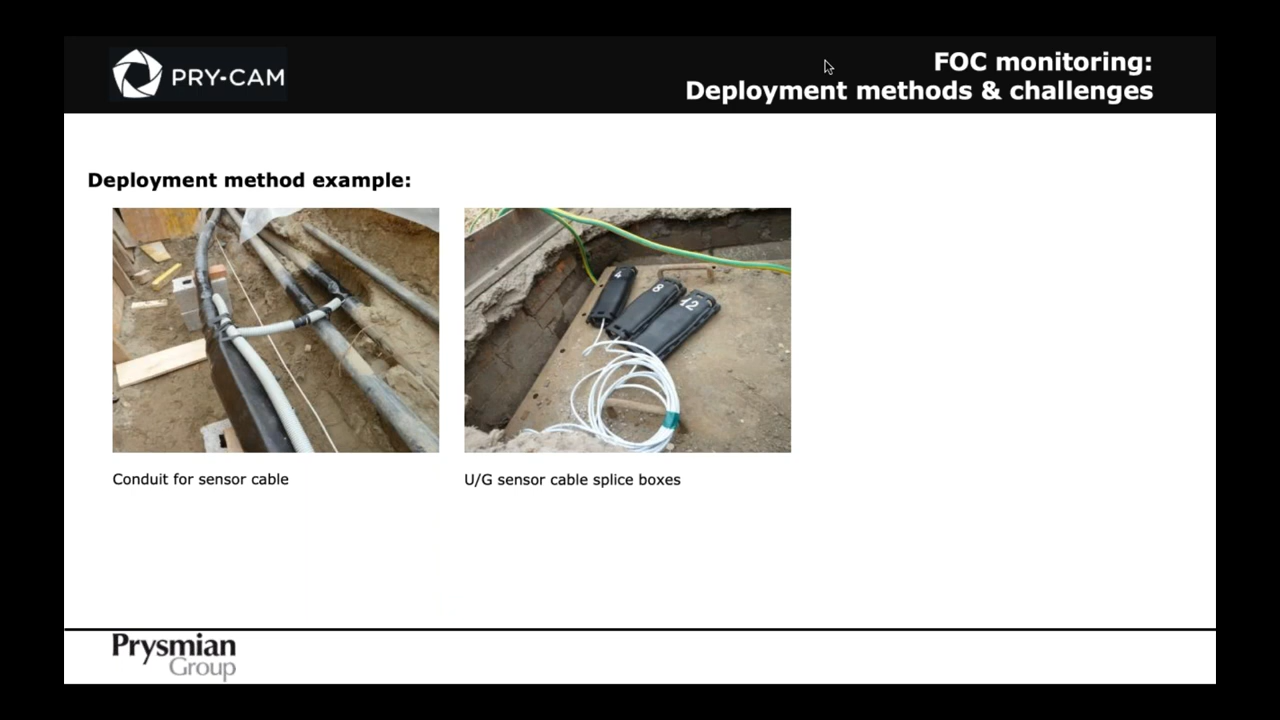 PRY-CAM
FOC monitoring:
Deployment methods & challenges
Deployment method example:
4
8
12
Conduit for sensor cable
U/G sensor cable splice boxes
Prysmian
Group